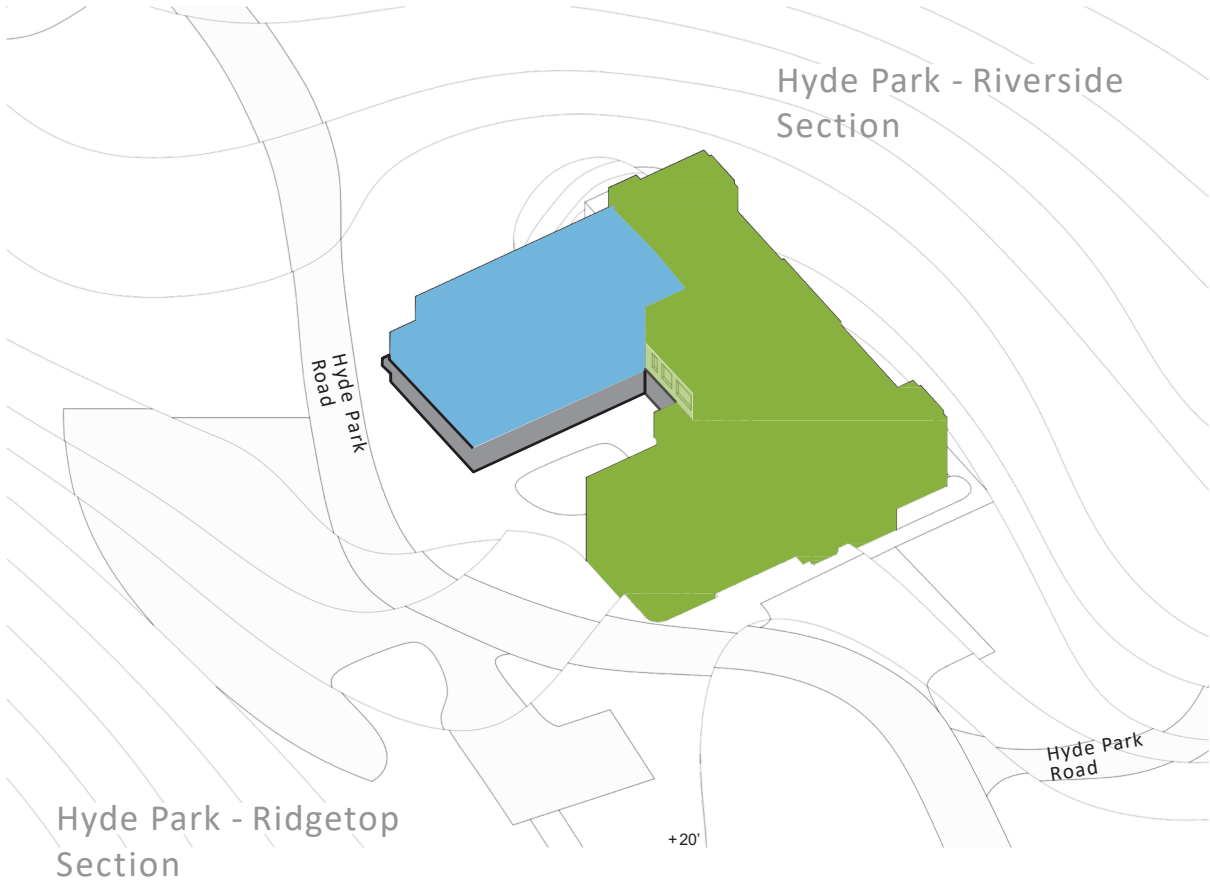 Hyde Park - Riverside
Section
Hyde Park
Road
Hyde Park
Road
Hyde Park - Ridgetop
Section
+20'